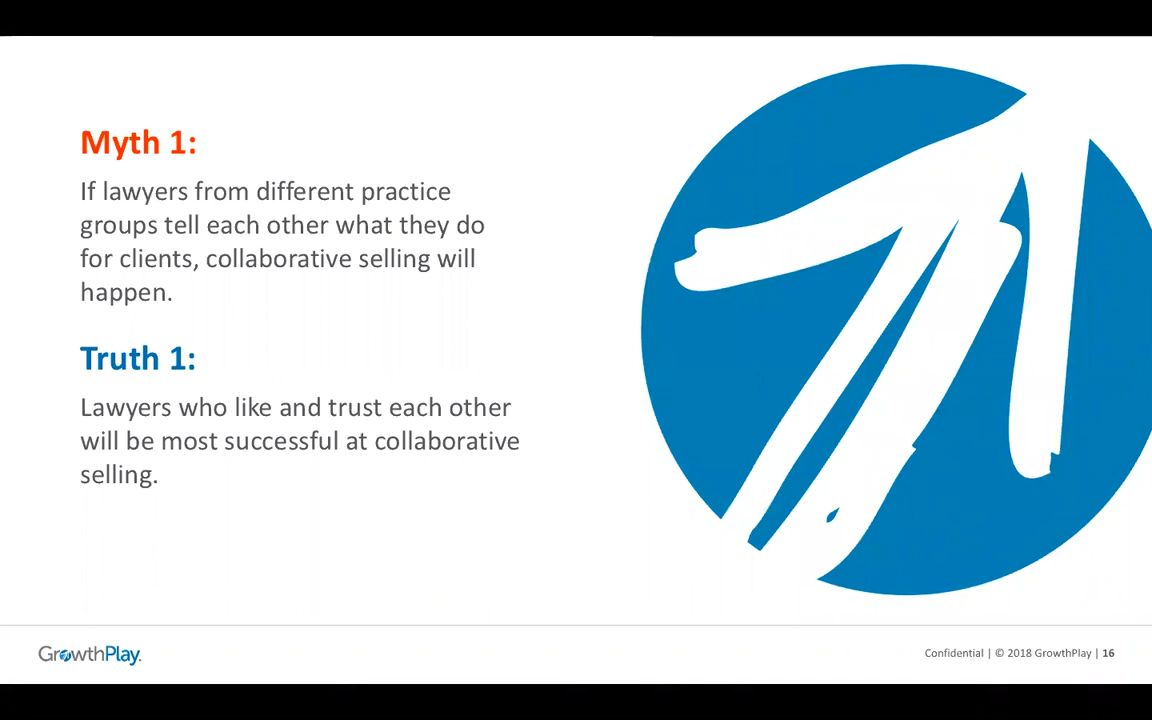 Myth 1:
If lawyers from different practice
groups tell each other what they do
for clients, collaborative selling will
happen.
Truth 1:
Lawyers who like and trust each other
will be most successful at collaborative
selling.
GrowthPlay.
Confidential | © 2018 GrowthPlay | 16